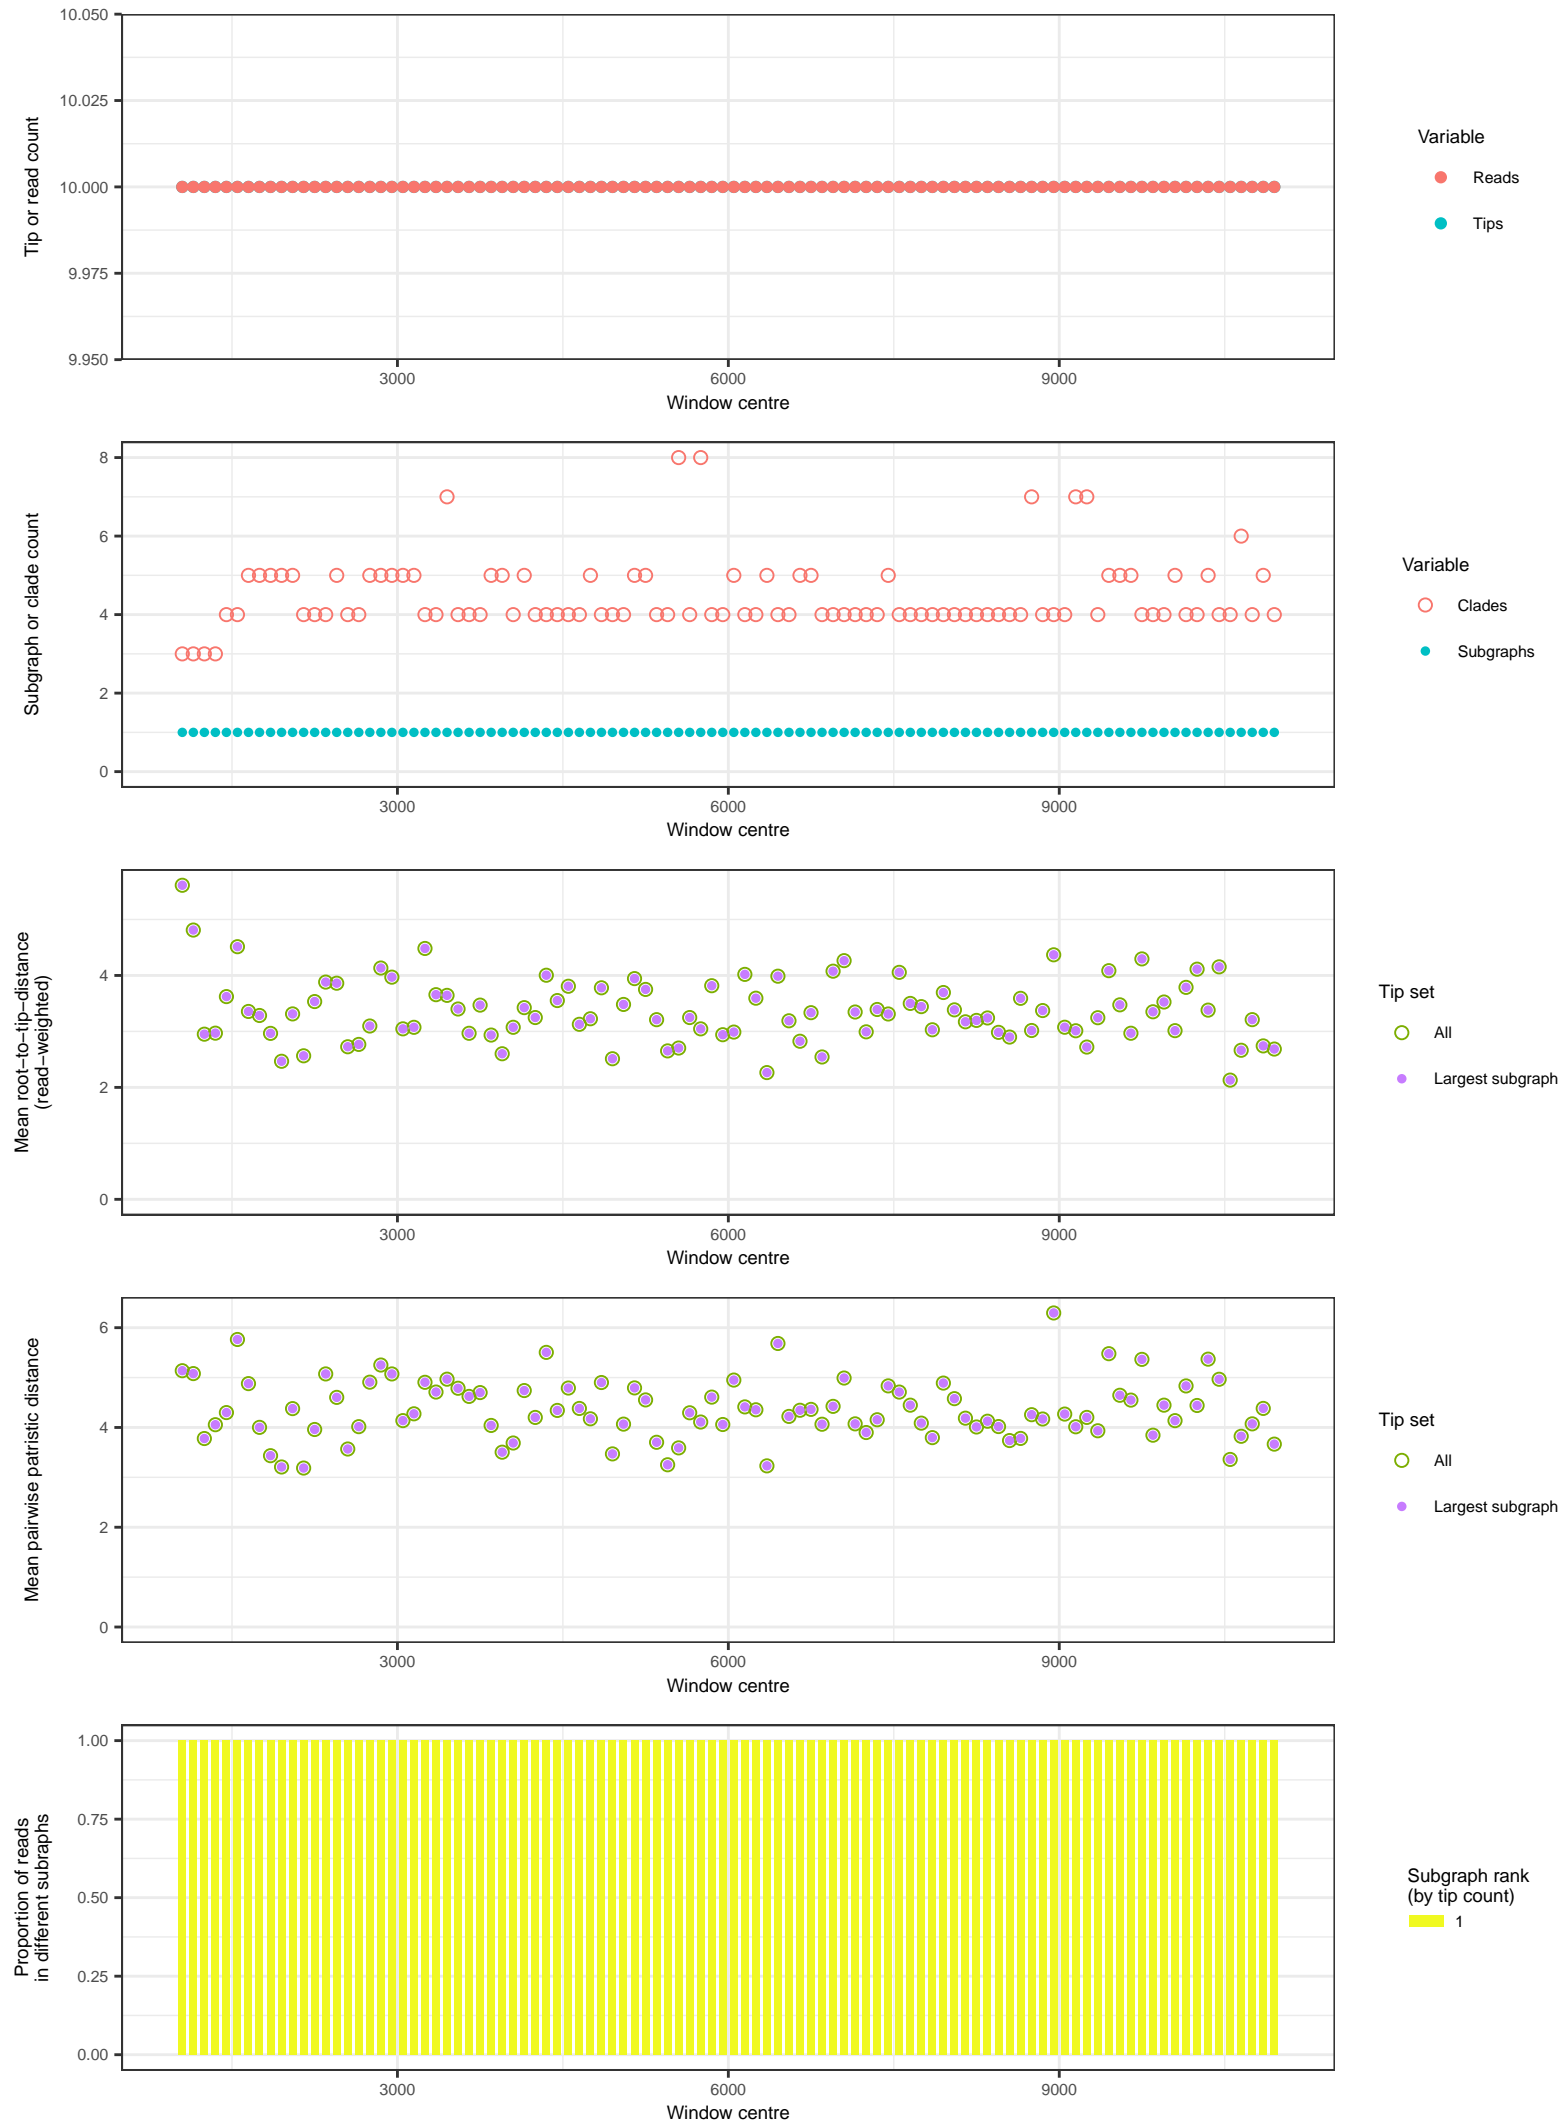 10.050
10.025
10.000
9.975
9.950
Tip or read count
3000
6000
9000
Window centre
Variable
Reads
Tips
8
6
4
2
0
Subgraph or clade count
3000
6000
9000
Window centre
Variable
Clades
Subgraphs
4
2
0
Mean root−to−tip−distance
(read−weighted)
3000
6000
9000
Window centre
Tip set
All
Largest subgraph
6
4
2
0
Mean pairwise patristic distance
3000
6000
9000
Window centre
Tip set
All
Largest subgraph
1.00
0.75
0.50
0.25
0.00
Proportion of reads
in different subraphs
3000
6000
9000
Window centre
Subgraph rank
(by tip count)
1